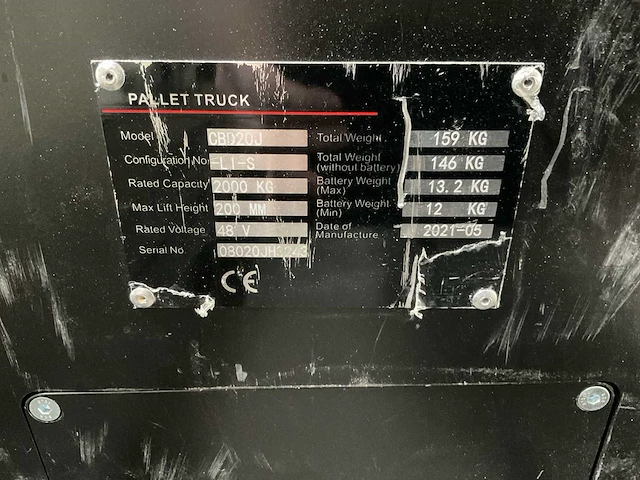 PALLET TRUCK
Model CBD20J Total Weight 159 KG
Configuration No -L1-S Total Weight (without battery) 146 KG
Rated Capacity 2000 KG Battery Weight (Max) 13.2 KG
Max Lift Height 200 MM Battery Weight (Min) 12 KG
Rated Voltage 48 V Date of Manufacture 2021-05
Serial No.
CE